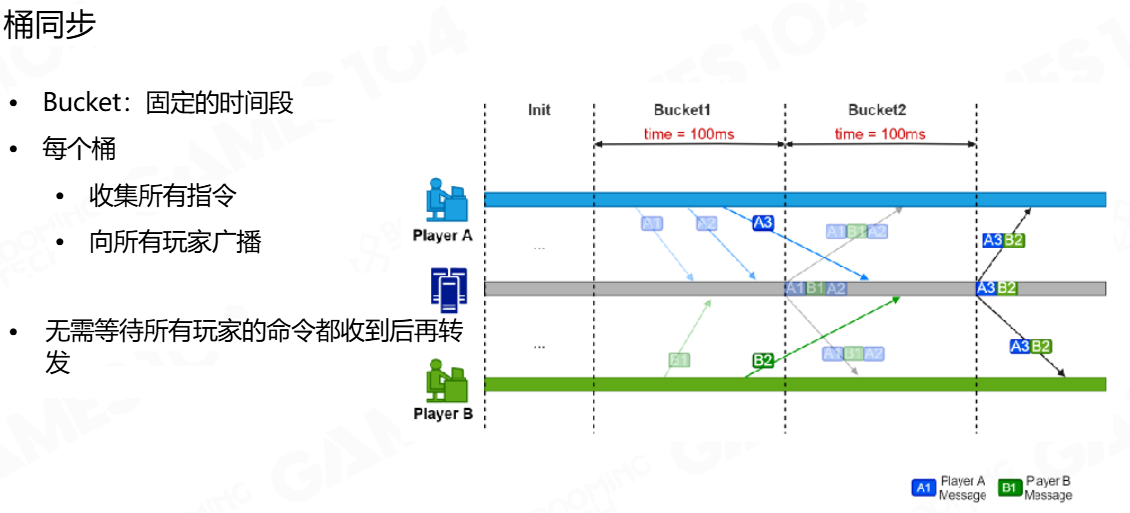 桶同步
• Bucket：固定的时间段
• 每个桶
• 收集所有指令
• 向所有玩家广播
• 无需等待所有玩家的命令都收到后再转
发
Init
Bucket1
Bucket2
time = 100ms
time = 100ms
Player A
A1
A2
A3
A1 B1 A2
A3 B2
...
A1 B1 A2
A3 B2
...
B1
B2
A1 B1 A2
A3 B2
Player B
A1 Player A
Message
B1 Player B
Message
GAMES104